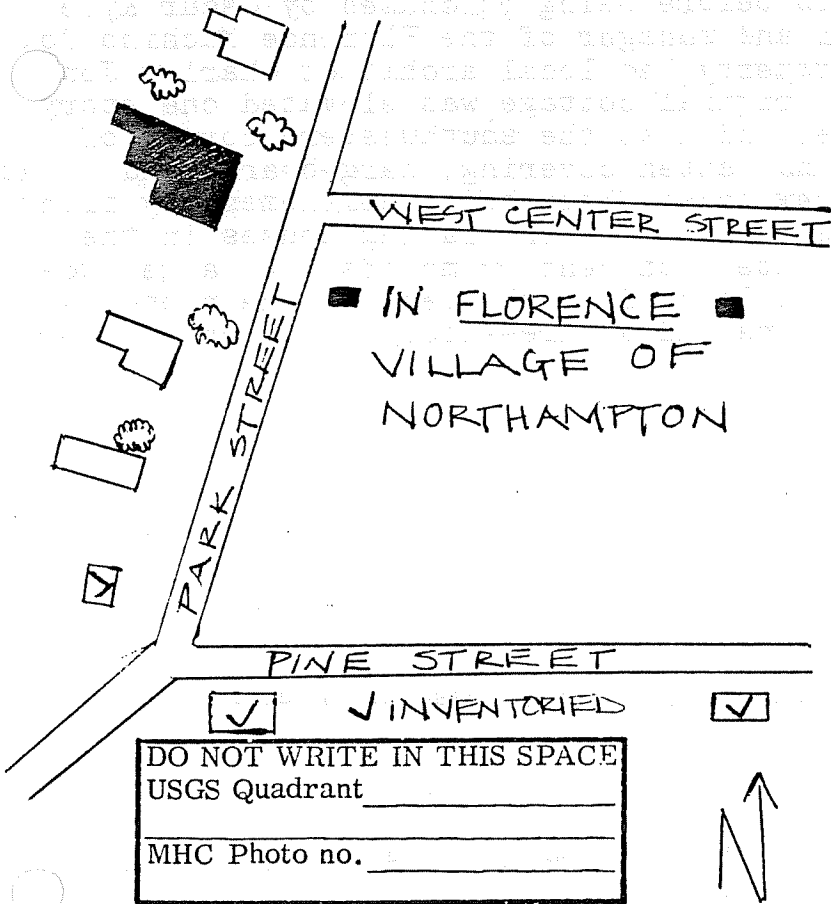 WEST CENTER STREET
IN FLORENCE
VILLAGE OF
NORTHAMPTON
PARK STREET
PINE STREET
✓ ✓ INVENTORIED ✓
✓
DO NOT WRITE IN THIS SPACE
USGS Quadrant
MHC Photo no.
N